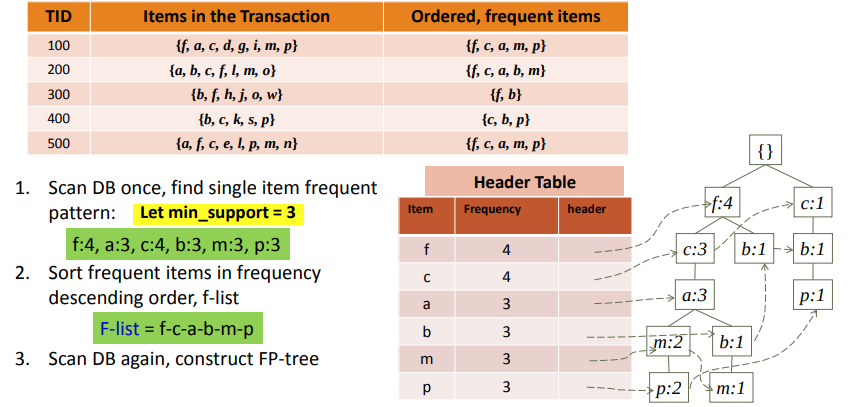 TID Items in the Transaction Ordered, frequent items
100 {f, a, c, d, g, i, m, p} {f, c, a, m, p}
200 {a, b, c, f, l, m, o} {f, c, a, b, m}
300 {b, f, h, j, o, w} {f, b}
400 {b, c, k, s, p} {c, b, p}
500 {a, f, c, e, l, p, m, n} {f, c, a, m, p}
1. Scan DB once, find single item frequent
pattern: Let min_support = 3
f:4, a:3, c:4, b:3, m:3, p:3
2. Sort frequent items in frequency
descending order, f-list
F-list = f-c-a-b-m-p
3. Scan DB again, construct FP-tree
Header Table
Item Frequency header
f 4
c 4
a 3
b 3
m 3
p 3
{}
f:4 c:1
c:3 b:1 b:1
a:3 p:1
m:2 b:1
p:2 m:1